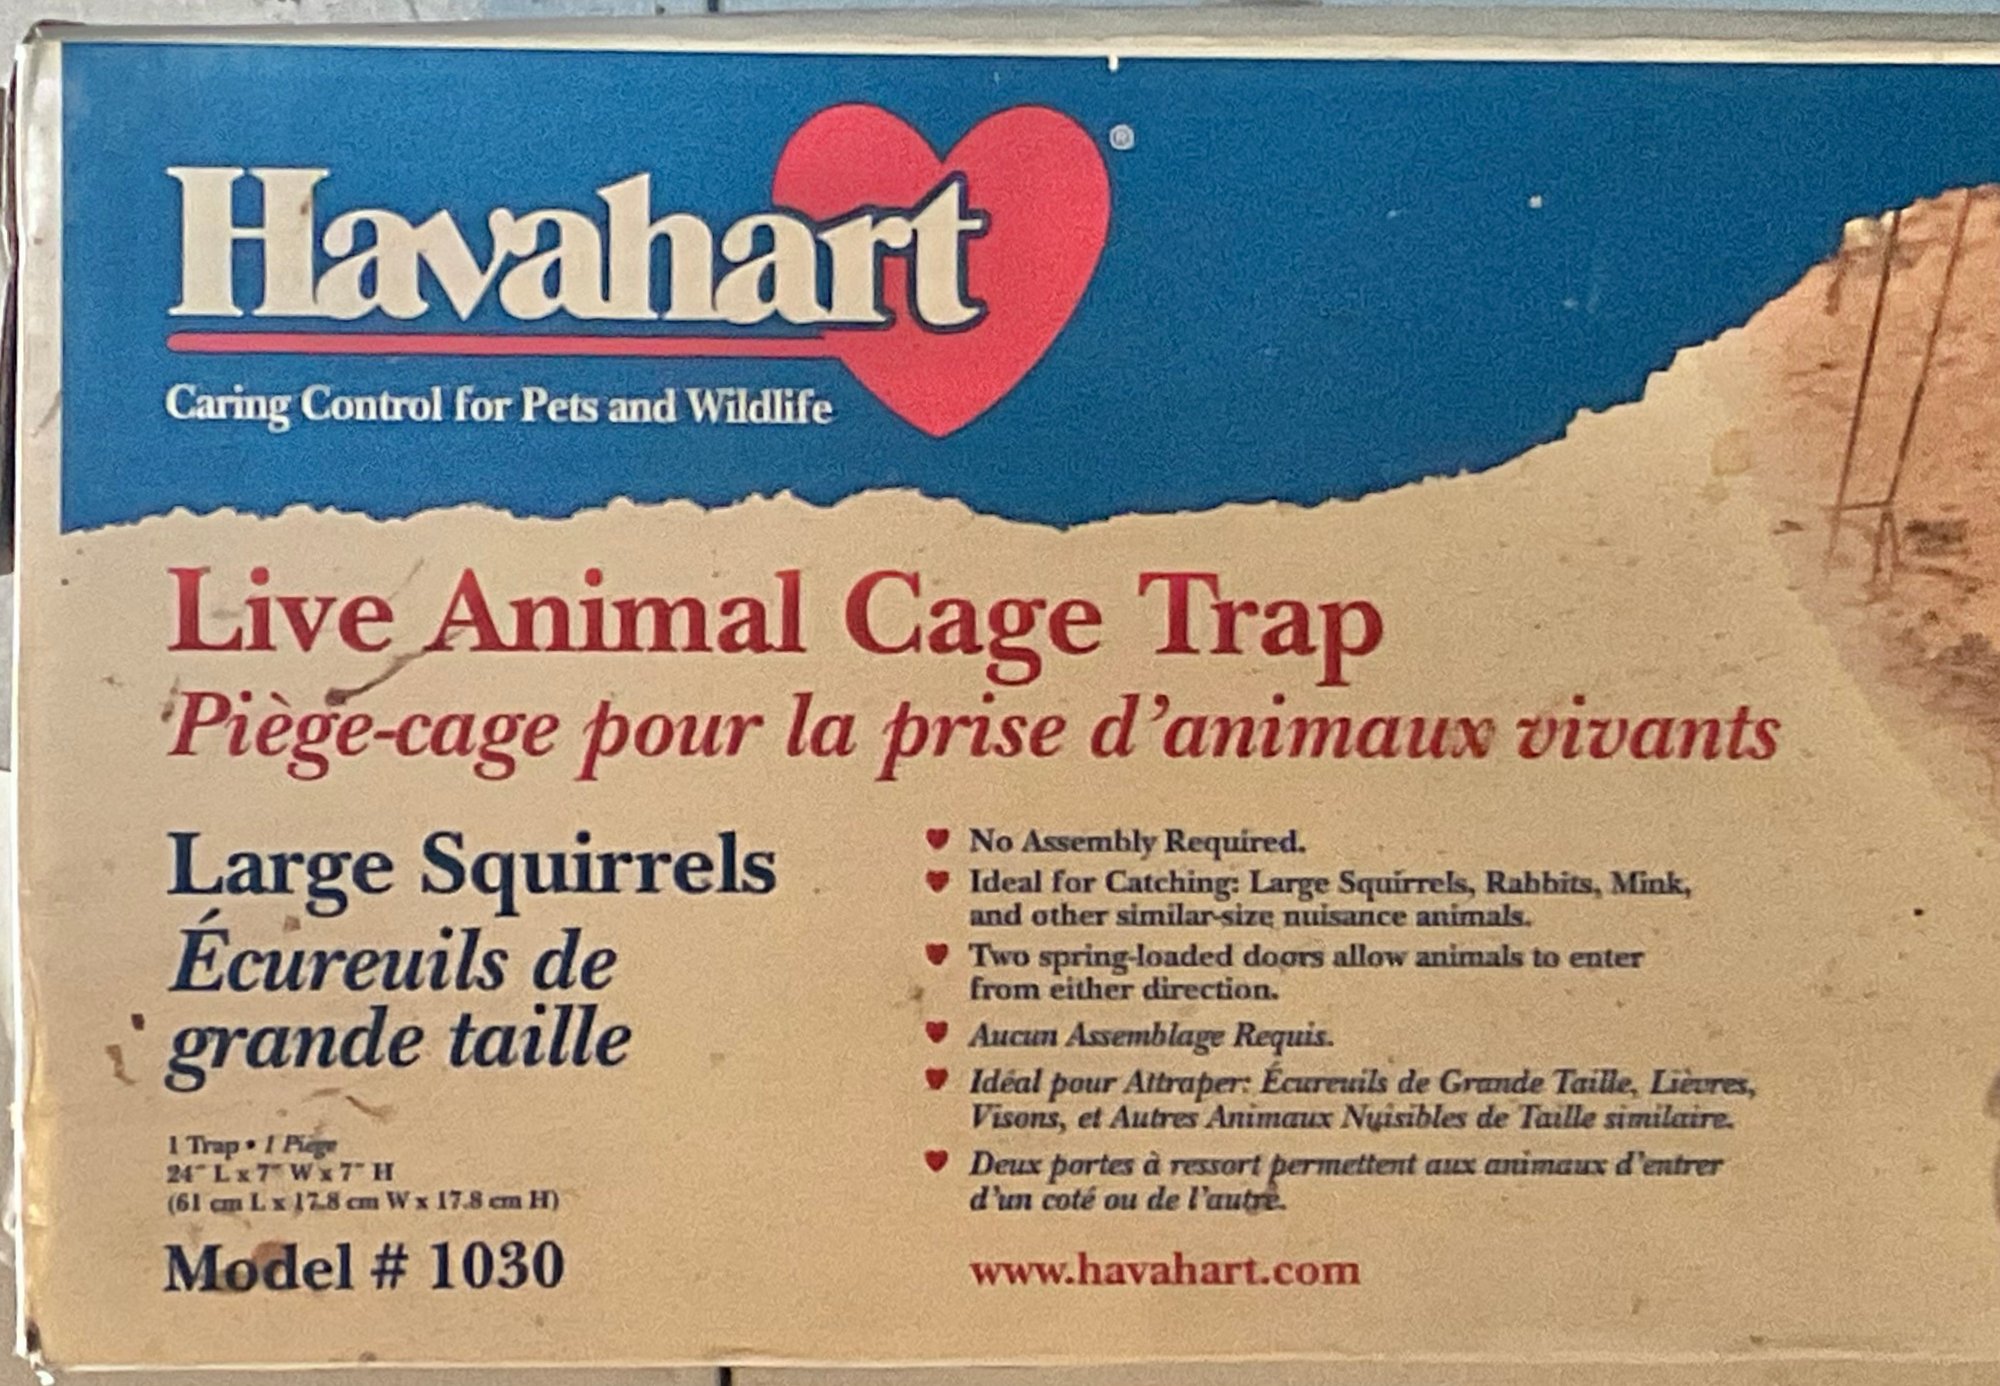 Havahart®
Caring Control for Pets and Wildlife
Live Animal Cage Trap
Piège-cage pour la prise d'animaux vivants
Large Squirrels
Écureuils de
grande taille
1 Trap • 1 Piège
24" L x 7" W x 7" H
(61 cm L x 17.8 cm W x 17.8 cm H)
Model # 1030
No Assembly Required.
Ideal for Catching: Large Squirrels, Rabbits, Mink,
and other similar-size nuisance animals.
Two spring-loaded doors allow animals to enter
from either direction.
Aucun Assemblage Requis.
Idéal pour Attraper: Écureuils de Grande Taille, Lièvres,
Visons, et Autres Animaux Nuisibles de Taille similaire.
Deux portes à ressort permettent aux animaux d'entrer
d'un coté ou de l'autre.
www.havahart.com